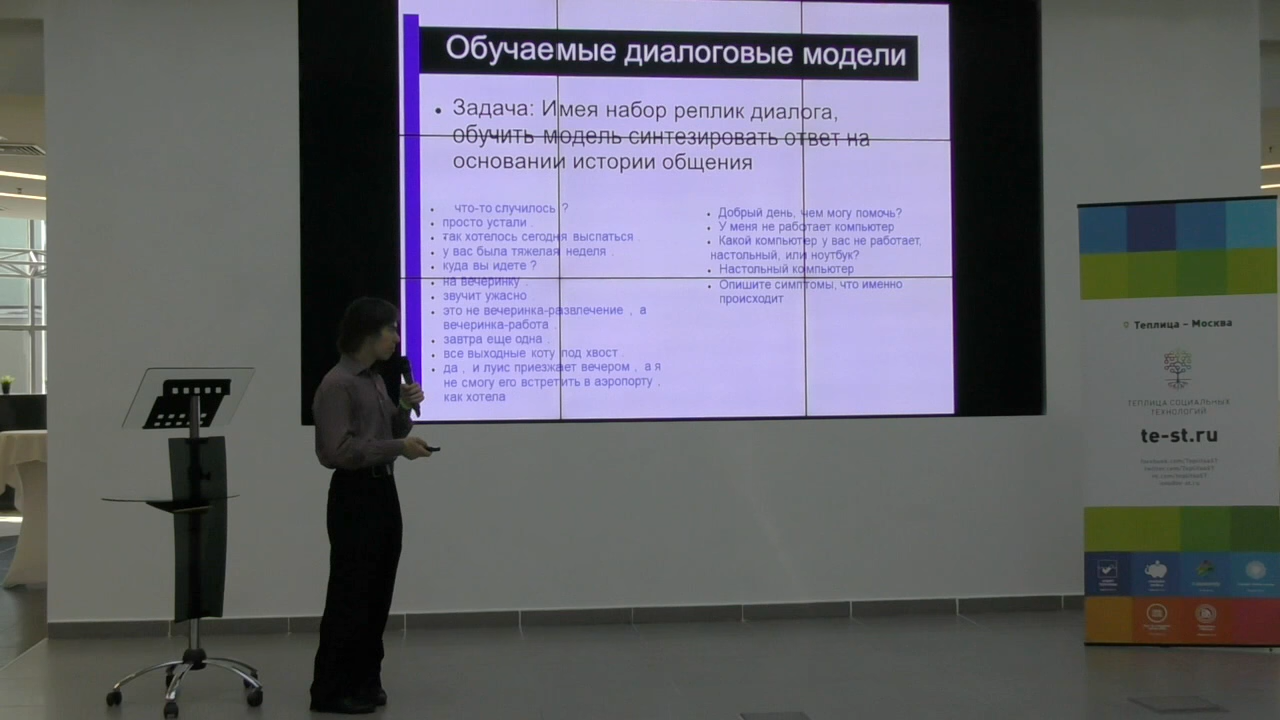 Обучаемые диалоговые модели
Задача: Имея набор реплик диалога,
обучить модель синтезировать ответ на
основании истории общения
что-то случилось ?
просто устали .
так хотелось сегодня выспаться .
у вас была тяжелая неделя .
куда вы идете ?
на вечеринку .
звучит ужасно
это не вечеринка-развлечение , а
вечеринка-работа .
завтра еще одна .
все выходные коту под хвост .
да , и луис приезжает вечером , а я
не смогу его встретить в аэропорту ,
как хотела
Добрый день, чем могу помочь?
У меня не работает компьютер
Какой компьютер у вас не работает,
настольный, или ноутбук?
Настольный компьютер
Опишите симптомы, что именно
происходит
Теплица – Москва
ТЕПЛИЦА СОЦИАЛЬНЫХ
ТЕХНОЛОГИЙ
te-st.ru